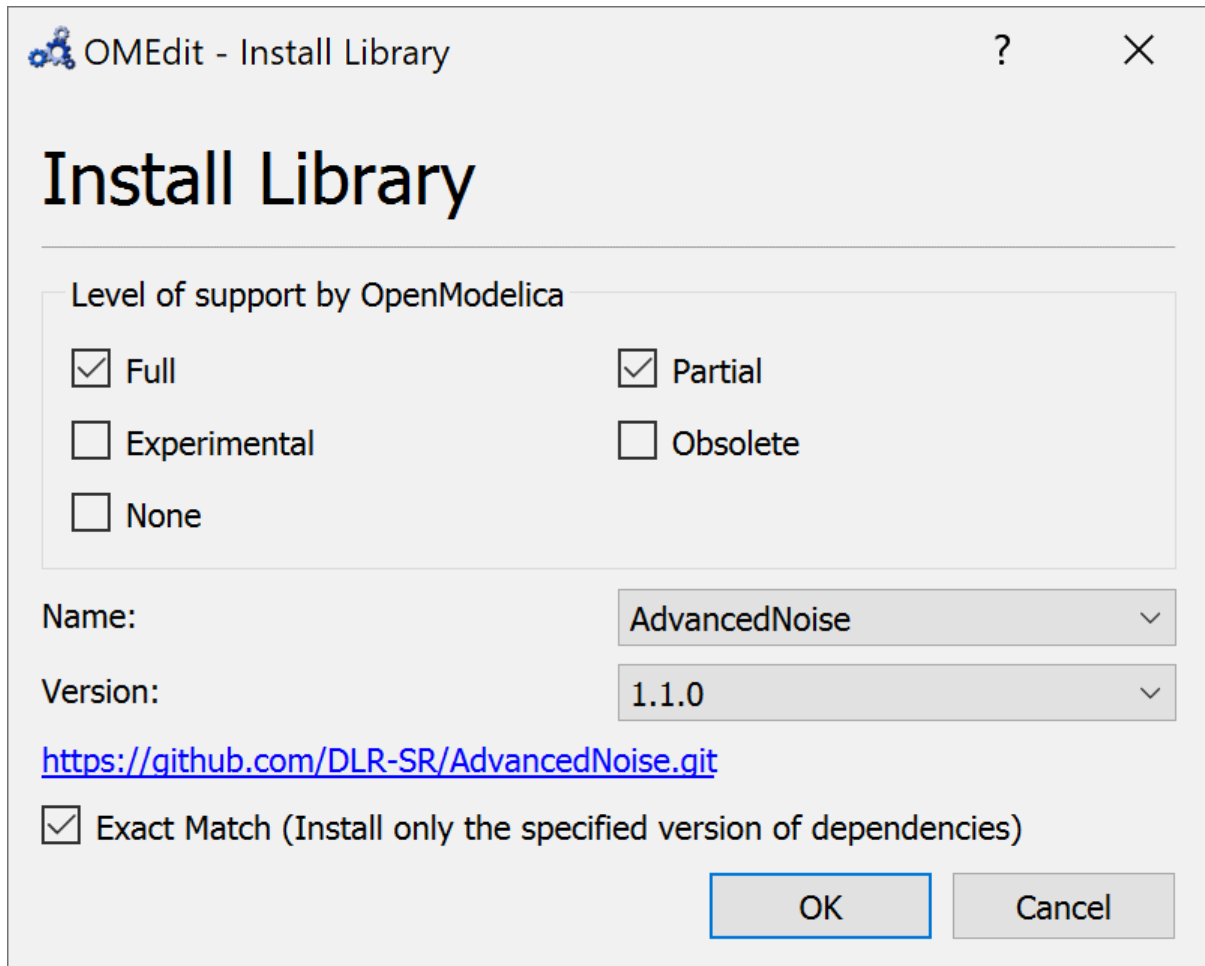 OMEdit - Install Library ?
Install Library
Level of support by OpenModelica
Full Partial
Experimental Obsolete
None
Name: AdvancedNoise
Version: 1.1.0
https://github.com/DLR-SR/AdvancedNoise.git
Exact Match (Install only the specified version of dependencies)
OK Cancel